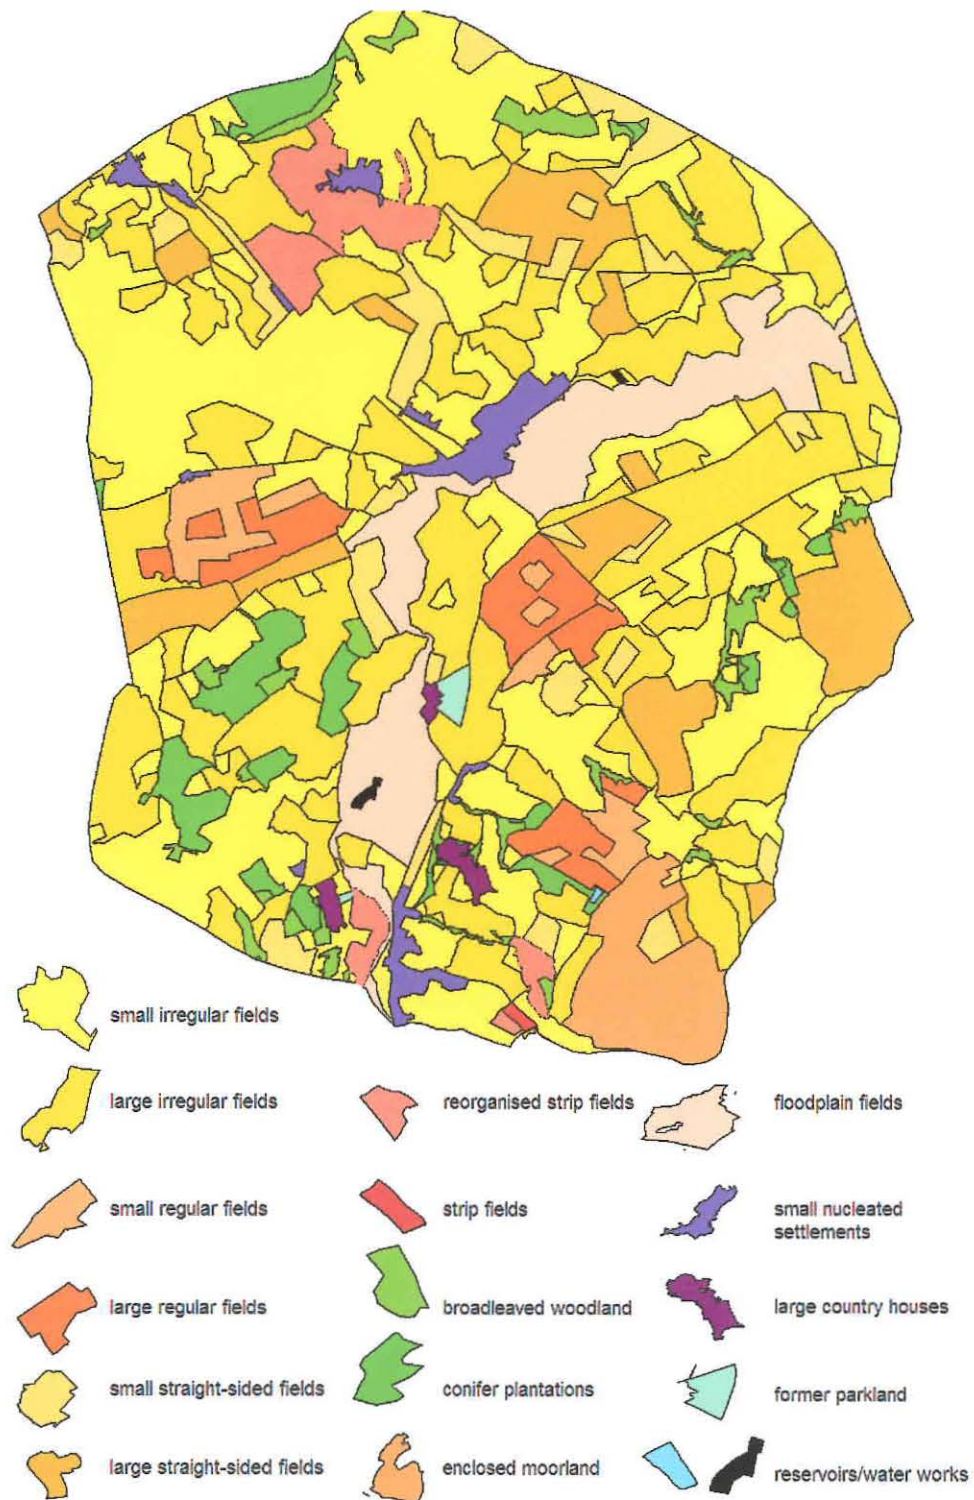 small irregular fields
large irregular fields
reorganised strip fields
floodplain fields
small regular fields
strip fields
small nucleated
settlements
large regular fields
broadleaved woodland
large country houses
small straight-sided fields
conifer plantations
former parkland
large straight-sided fields
enclosed moorland
reservoirs/water works